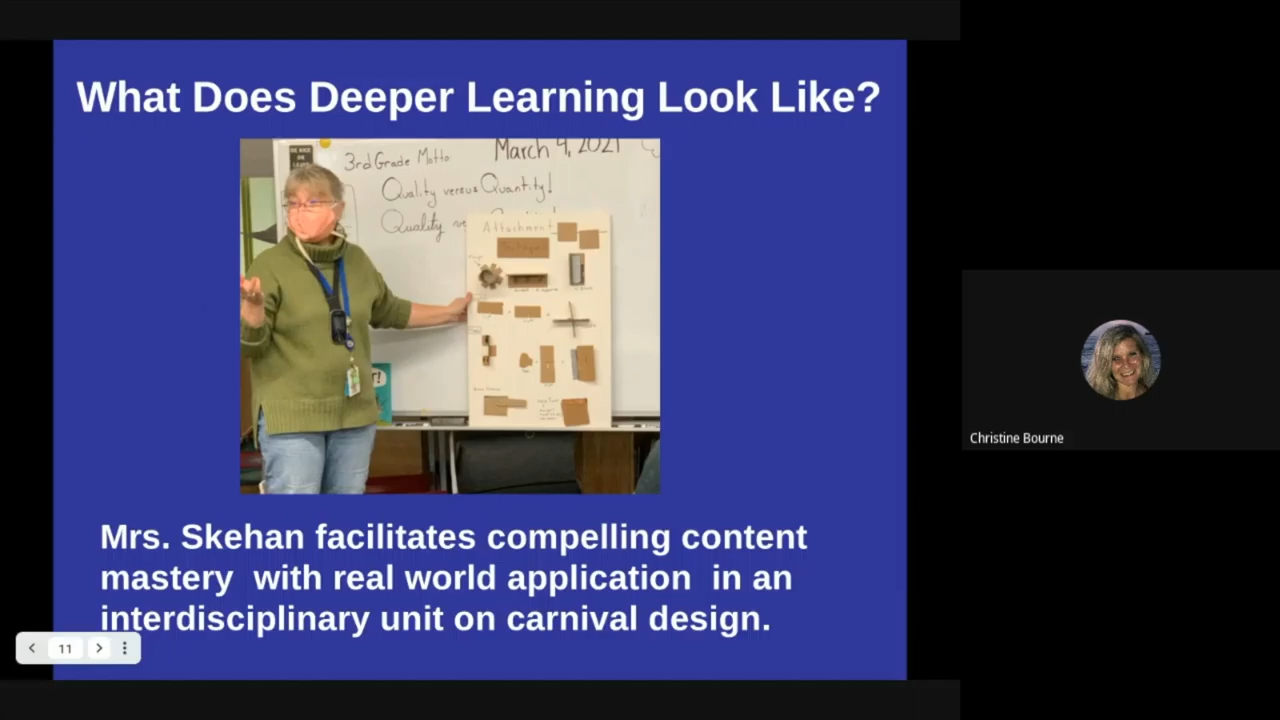 What Does Deeper Learning Look Like?
3rd Grade Motto
March 4, 2021
Quality versus Quantity!
Quality
Attachment
Mrs. Skehan facilitates compelling content
mastery with real world application in an
interdisciplinary unit on carnival design.
11
Christine Bourne